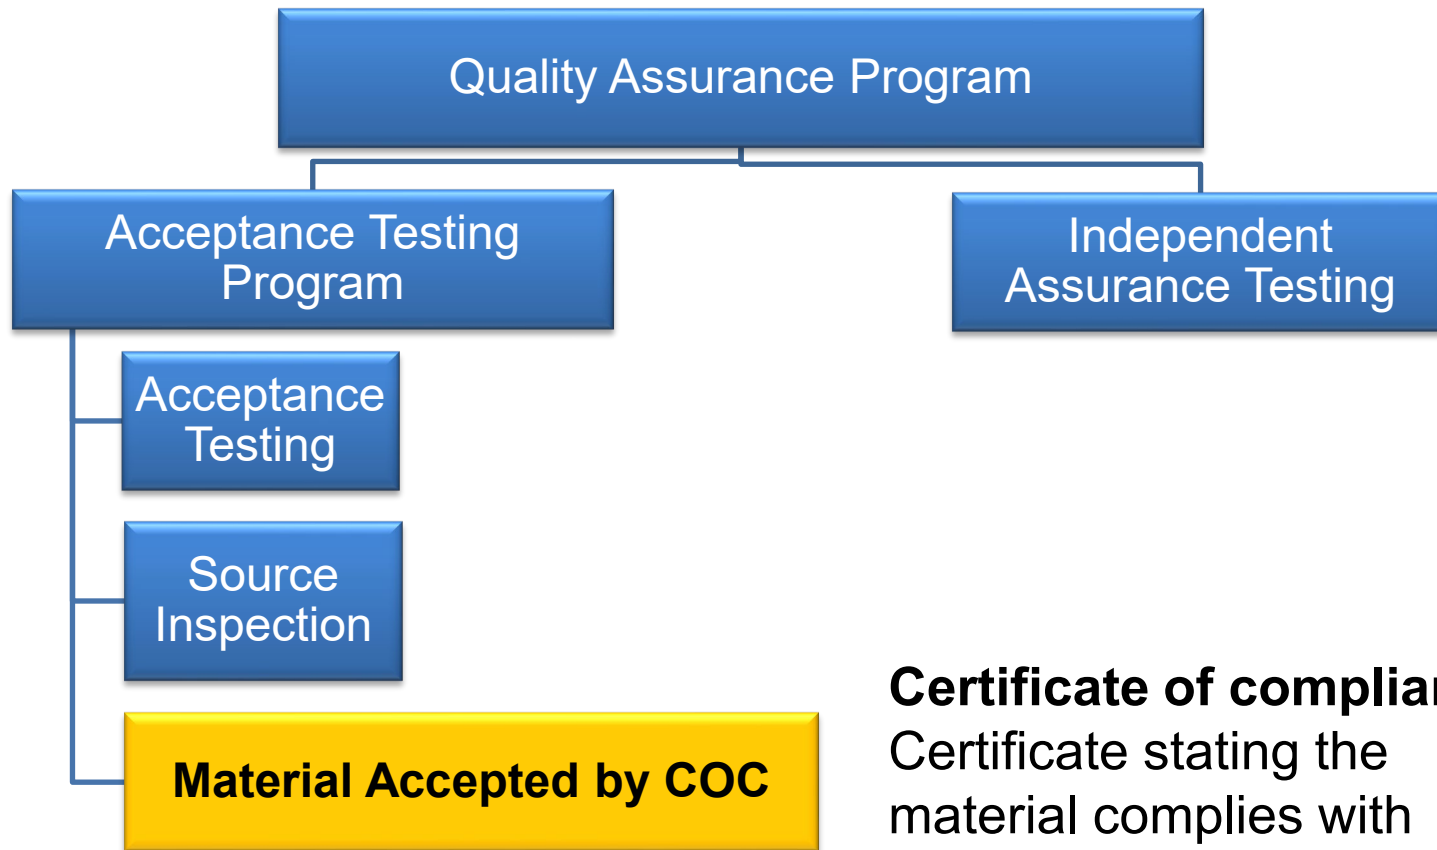 Quality Assurance Program
Acceptance Testing
Program
Independent
Assurance Testing
Acceptance
Testing
Source
Inspection
Material Accepted by COC
Certificate of
Certificate stating the
material complies with